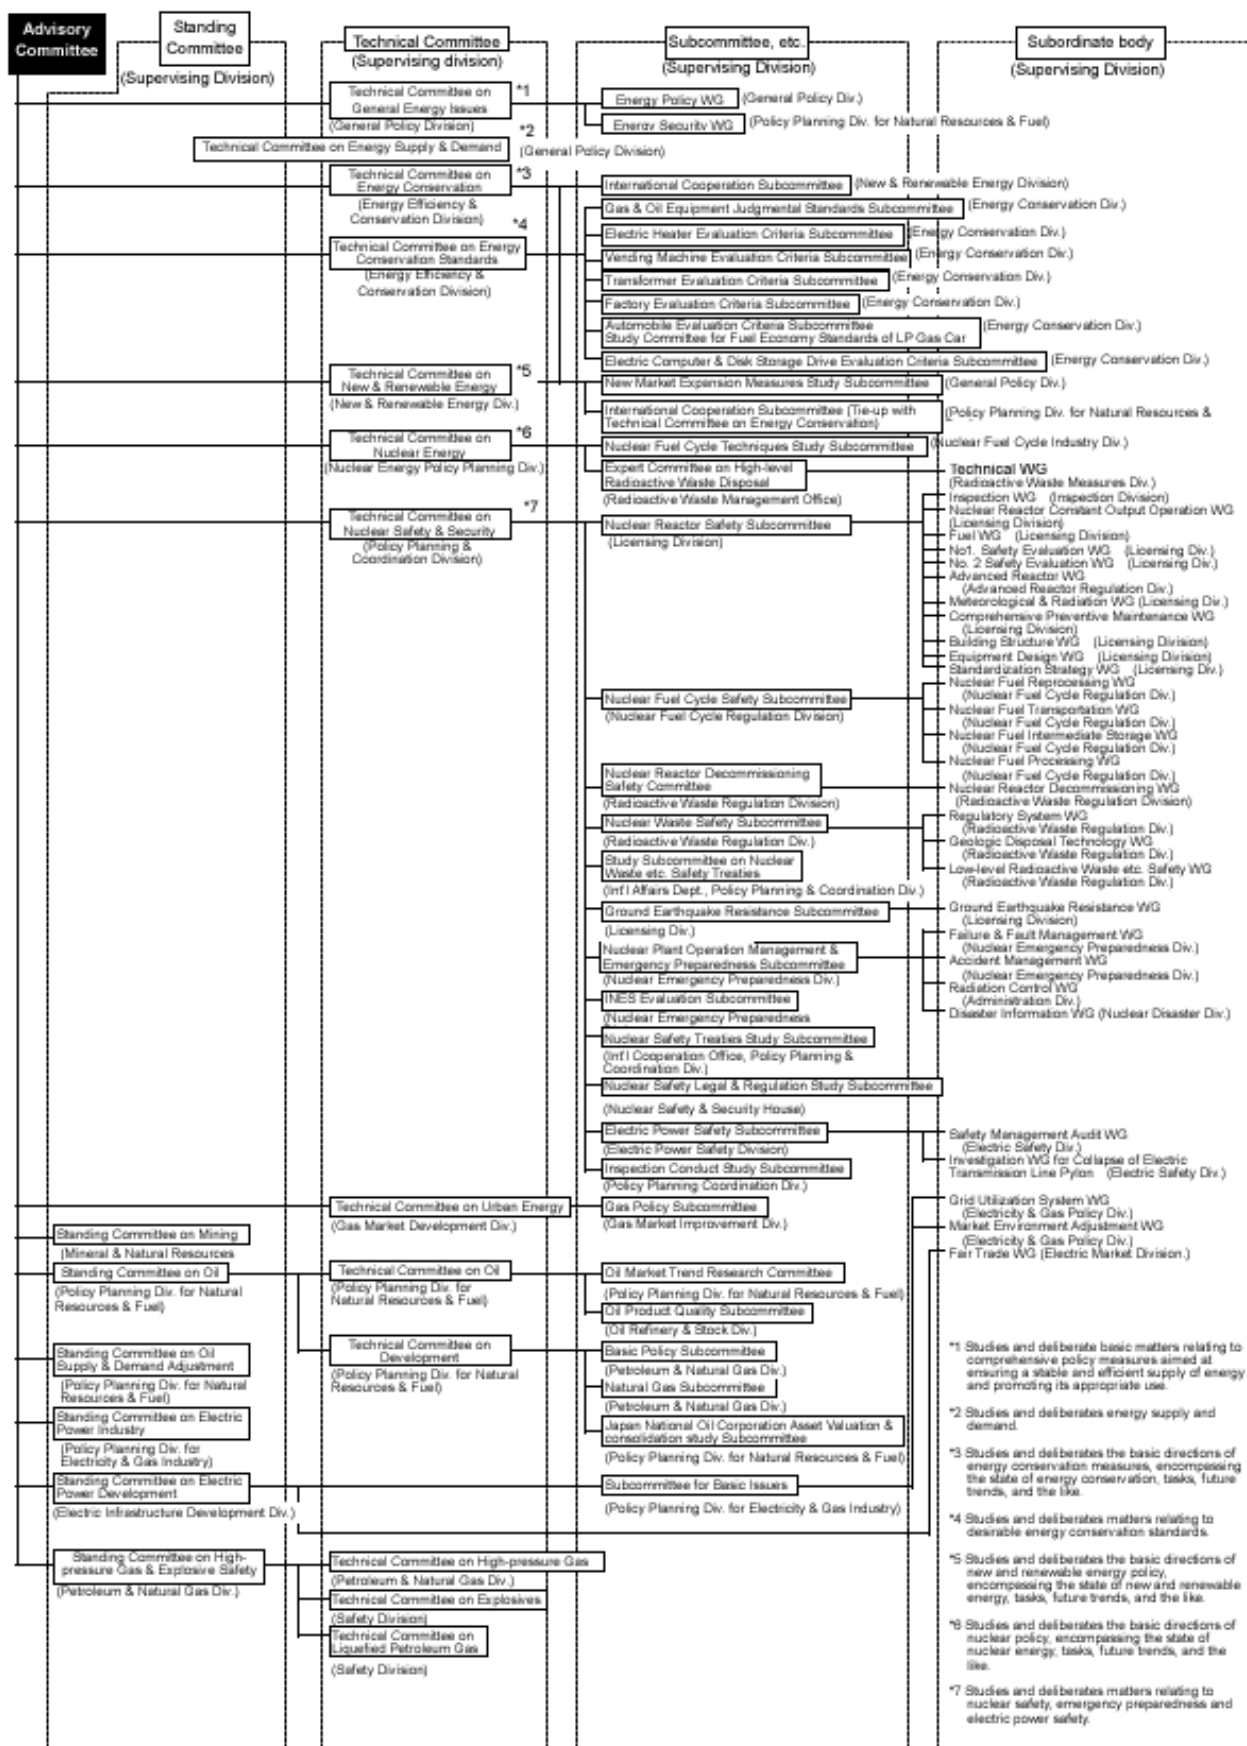 Advisory
Committee
Standing
Committee
(Supervising Division)
Technical Committee
(Supervising division)
Subcommittee, etc.
(Supervising Division)
Subordinate body
(Supervising Division)
Technical Committee on
General Energy Issues
*1
(General Policy Division)
Energy Policy WG
(General Policy Div.)
Energy Security WG
(Policy Planning Div. for Natural Resources & Fuel)
*2
Technical Committee on Energy Supply & Demand
(General Policy Division)
Technical Committee on
Energy Conservation
*3
(Energy Efficiency &
Conservation Division)
International Cooperation Subcommittee
(New & Renewable Energy Division)
Gas & Oil Equipment Judgmental Standards Subcommittee
(Energy Conservation Div.)
*4
Technical Committee on Energy
Conservation Standards
(Energy Efficiency &
Conservation Division)
Electric Heater Evaluation Criteria Subcommittee
(Energy Conservation Div.)
Vending Machine Evaluation Criteria Subcommittee
(Energy Conservation Div.)
Transformer Evaluation Criteria Subcommittee
(Energy Conservation Div.)
Factory Evaluation Criteria Subcommittee
(Energy Conservation Div.)
Automobile Evaluation Criteria Subcommittee
Study Committee for Fuel Economy Standards of LP Gas Car
(Energy Conservation Div.)
Electric Computer & Disk Storage Drive Evaluation Criteria Subcommittee
(Energy Conservation Div.)
Technical Committee on
New & Renewable Energy
*5
(New & Renewable Energy Div.)
New Market Expansion Measures Study Subcommittee
(General Policy Div.)
International Cooperation Subcommittee (Tie-up with
Technical Committee on Energy Conservation)
(Policy Planning Div. for Natural Resources &
Technical Committee on
Nuclear Energy
*6
(Nuclear Energy Policy Planning Div.)
Nuclear Fuel Cycle Techniques Study Subcommittee
(Nuclear Fuel Cycle Industry Div.)
Expert Committee on High-level
Radioactive Waste Disposal
(Radioactive Waste Management Office)
Technical WG
(Radioactive Waste Measures Div.)
Technical Committee on
Nuclear Safety & Security
*7
(Policy Planning &
Coordination Division)
Nuclear Reactor Safety Subcommittee
(Licensing Division)
Inspection WG (Inspection Division)
Nuclear Reactor Constant Output Operation WG
(Licensing Division)
Fuel WG (Licensing Division)
No1. Safety Evaluation WG (Licensing Div.)
No. 2 Safety Evaluation WG (Licensing Div.)
Advanced Reactor WG
(Advanced Reactor Regulation Div.)
Meteorological & Radiation WG (Licensing Div.)
Comprehensive Preventive Maintenance WG
(Licensing Division)
Building Structure WG (Licensing Division)
Equipment Design WG (Licensing Division)
Standardization Strategy WG (Licensing Div.)
Nuclear Fuel Cycle Safety Subcommittee
(Nuclear Fuel Cycle Regulation Division)
Nuclear Fuel Reprocessing WG
(Nuclear Fuel Cycle Regulation Div.)
Nuclear Fuel Transportation WG
(Nuclear Fuel Cycle Regulation Div.)
Nuclear Fuel Intermediate Storage WG
(Nuclear Fuel Cycle Regulation Div.)
Nuclear Fuel Processing WG
(Nuclear Fuel Cycle Regulation Div.)
Nuclear Reactor Decommissioning
Safety Committee
(Radioactive Waste Regulation Division)
Nuclear Reactor Decommissioning WG
(Radioactive Waste Regulation Division)
Nuclear Waste Safety Subcommittee
(Radioactive Waste Regulation Div.)
Regulatory System WG
(Radioactive Waste Regulation Div.)
Geologic Disposal Technology WG
(Radioactive Waste Regulation Div.)
Low-level Radioactive Waste etc. Safety WG
(Radioactive Waste Regulation Div.)
Study Subcommittee on Nuclear
Waste etc. Safety Treaties
(Int'l Affairs Dept., Policy Planning & Coordination Div.)
Ground Earthquake Resistance Subcommittee
(Licensing Div.)
Ground Earthquake Resistance WG
(Licensing Division)
Nuclear Plant Operation Management &
Emergency Preparedness Subcommittee
(Nuclear Emergency Preparedness Div.)
Failure & Fault Management WG
(Nuclear Emergency Preparedness Div.)
Accident Management WG
(Nuclear Emergency Preparedness Div.)
Radiation Control WG
(Administration Div.)
Disaster Information WG (Nuclear Disaster Div.)
INES Evaluation Subcommittee
(Nuclear Emergency Preparedness
Nuclear Safety Treaties Study Subcommittee
(Int'l Cooperation Office, Policy Planning &
Coordination Div.)
Nuclear Safety Legal & Regulation Study Subcommittee
(Nuclear Safety & Security House)
Electric Power Safety Subcommittee
(Electric Power Safety Division)
Safety Management Audit WG
(Electric Safety Div.)
Investigation WG for Collapse of Electric
Transmission Line Pylon (Electric Safety Div.)
Inspection Conduct Study Subcommittee
(Policy Planning Coordination Div.)
Technical Committee on Urban Energy
(Gas Market Development Div.)
Gas Policy Subcommittee
(Gas Market Improvement Div.)
Grid Utilization System WG
(Electricity & Gas Policy Div.)
Market Environment Adjustment WG
(Electricity & Gas Policy Div.)
Fair Trade WG (Electric Market Division.)
Standing Committee on Mining
(Mineral & Natural Resources
Standing Committee on Oil
(Policy Planning Div. for Natural
Resources & Fuel)
Technical Committee on Oil
(Policy Planning Div. for
Natural Resources & Fuel)
Oil Market Trend Research Committee
(Policy Planning Div. for Natural Resources & Fuel)
Oil Product Quality Subcommittee
(Oil Refinery & Stock Div.)
Standing Committee on Oil
Supply & Demand Adjustment
(Policy Planning Div. for Natural
Resources & Fuel)
Technical Committee on
Development
(Policy Planning Div. for Natural
Resources & Fuel)
Basic Policy Subcommittee
(Petroleum & Natural Gas Div.)
Natural Gas Subcommittee
(Petroleum & Natural Gas Div.)
Japan National Oil Corporation Asset Valuation &
consolidation study Subcommittee
(Policy Planning Div. for Natural Resources & Fuel)
Standing Committee on Electric
Power Industry
(Policy Planning Div. for
Electricity & Gas Industry)
Standing Committee on Electric
Power Development
(Electric Infrastructure Development Div.)
Subcommittee for Basic Issues
(Policy Planning Div. for Electricity & Gas Industry)
Standing Committee on High-
pressure Gas & Explosive Safety
(Petroleum & Natural Gas Div.)
Technical Committee on High-pressure Gas
(Petroleum & Natural Gas Div.)
Technical Committee on Explosives
(Safety Division)
Technical Committee on
Liquefied Petroleum Gas
(Safety Division)
*1 Studies and deliberate basic matters relating to
comprehensive policy measures aimed at
ensuring a stable and efficient supply of energy
and promoting its appropriate use.
*2 Studies and deliberates energy supply and
demand.
*3 Studies and deliberates the basic directions of
energy conservation measures, encompassing
the state of energy conservation, tasks, future
trends, and the like.
*4 Studies and deliberates matters relating to
desirable energy conservation standards.
*5 Studies and deliberates the basic directions of
new and renewable energy policy,
encompassing the state of new and renewable
energy, tasks, future trends, and the like.
*6 Studies and deliberates the basic directions of
nuclear policy, encompassing the state of
nuclear energy, tasks, future trends, and the
like.
*7 Studies and deliberates matters relating to
nuclear safety, emergency preparedness and
electric power safety.